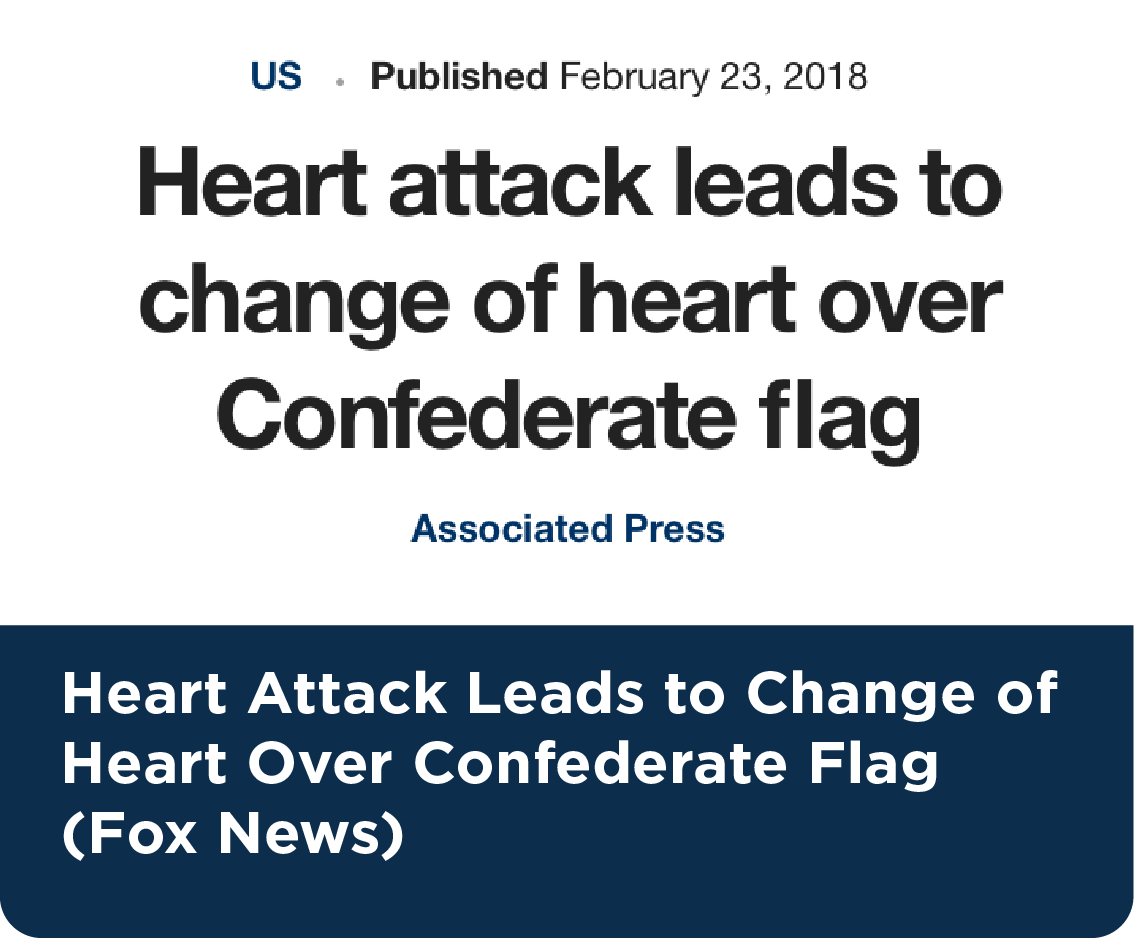 US • Published February 23, 2018
Heart attack leads to
change of heart over
Confederate flag
Associated Press
Heart Attack Leads to Change of
Heart Over Confederate Flag
(Fox News)